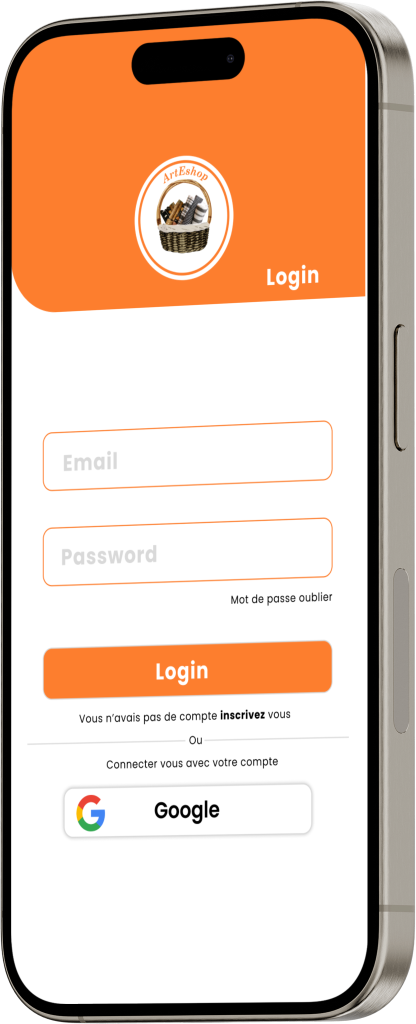 ArtEshop
Login
Email
Password
Mot de passe oublier
Login
Vous n'avais pas de compte inscrivez vous
Ou
Connecter vous avec votre compte
Google